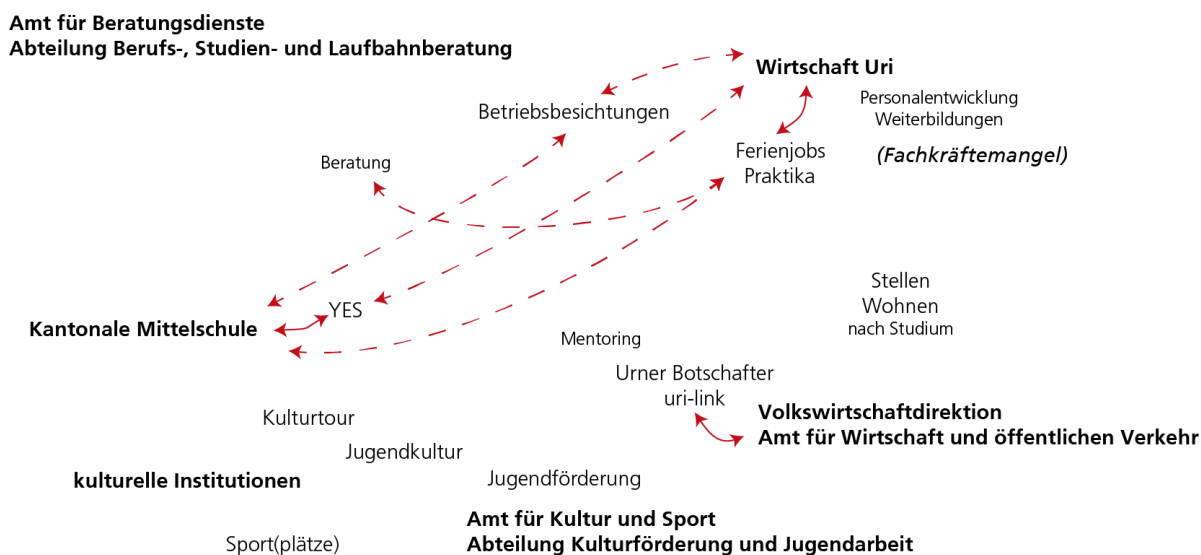 Amt für Beratungsdienste
Abteilung Berufs-, Studien- und Laufbahnberatung
Wirtschaft Uri
Betriebsbesichtungen
Personalentwicklung
Weiterbildungen
Beratung
Ferienjobs
Praktika
(Fachkräftemangel)
Stellen
Wohnen
nach Studium
YES
Kantonale Mittelschule
Mentoring
Urner Botschafter
uri-link
Kulturtour
Volkswirtschaftdirektion
Amt für Wirtschaft und öffentlichen Verkehr
Jugendkultur
kulturelle Institutionen
Jugendförderung
Amt für Kultur und Sport
Abteilung Kulturförderung und Jugendarbeit
Sport(plätze)